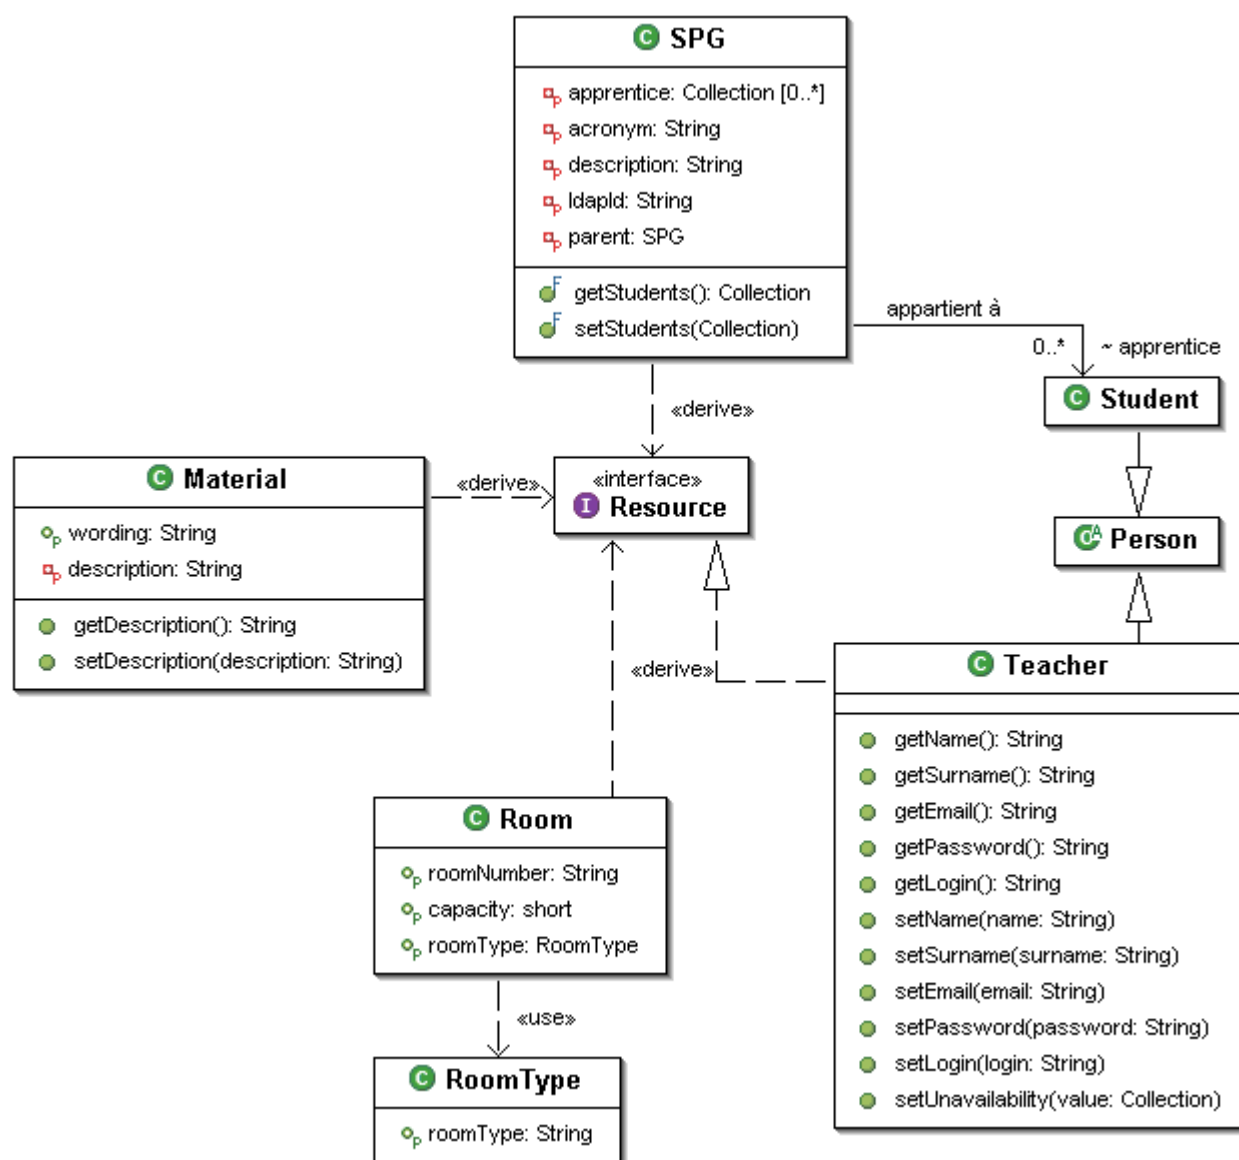 SPG
apprentice: Collection [0..*]
acronym: String
description: String
ldapId: String
parent: SPG
getStudents(): Collection
setStudents(Collection)
appartient à
0..*
~ apprentice
Student
«derive»
Material
wording: String
description: String
getDescription(): String
setDescription(description: String)
«derive»
«interface»
Resource
Person
«derive»
Teacher
getName(): String
getSurname(): String
getEmail(): String
getPassword(): String
getLogin(): String
setName(name: String)
setSurname(surname: String)
setEmail(email: String)
setPassword(password: String)
setLogin(login: String)
setUnavailability(value: Collection)
Room
roomNumber: String
capacity: short
roomType: RoomType
«use»
RoomType
roomType: String